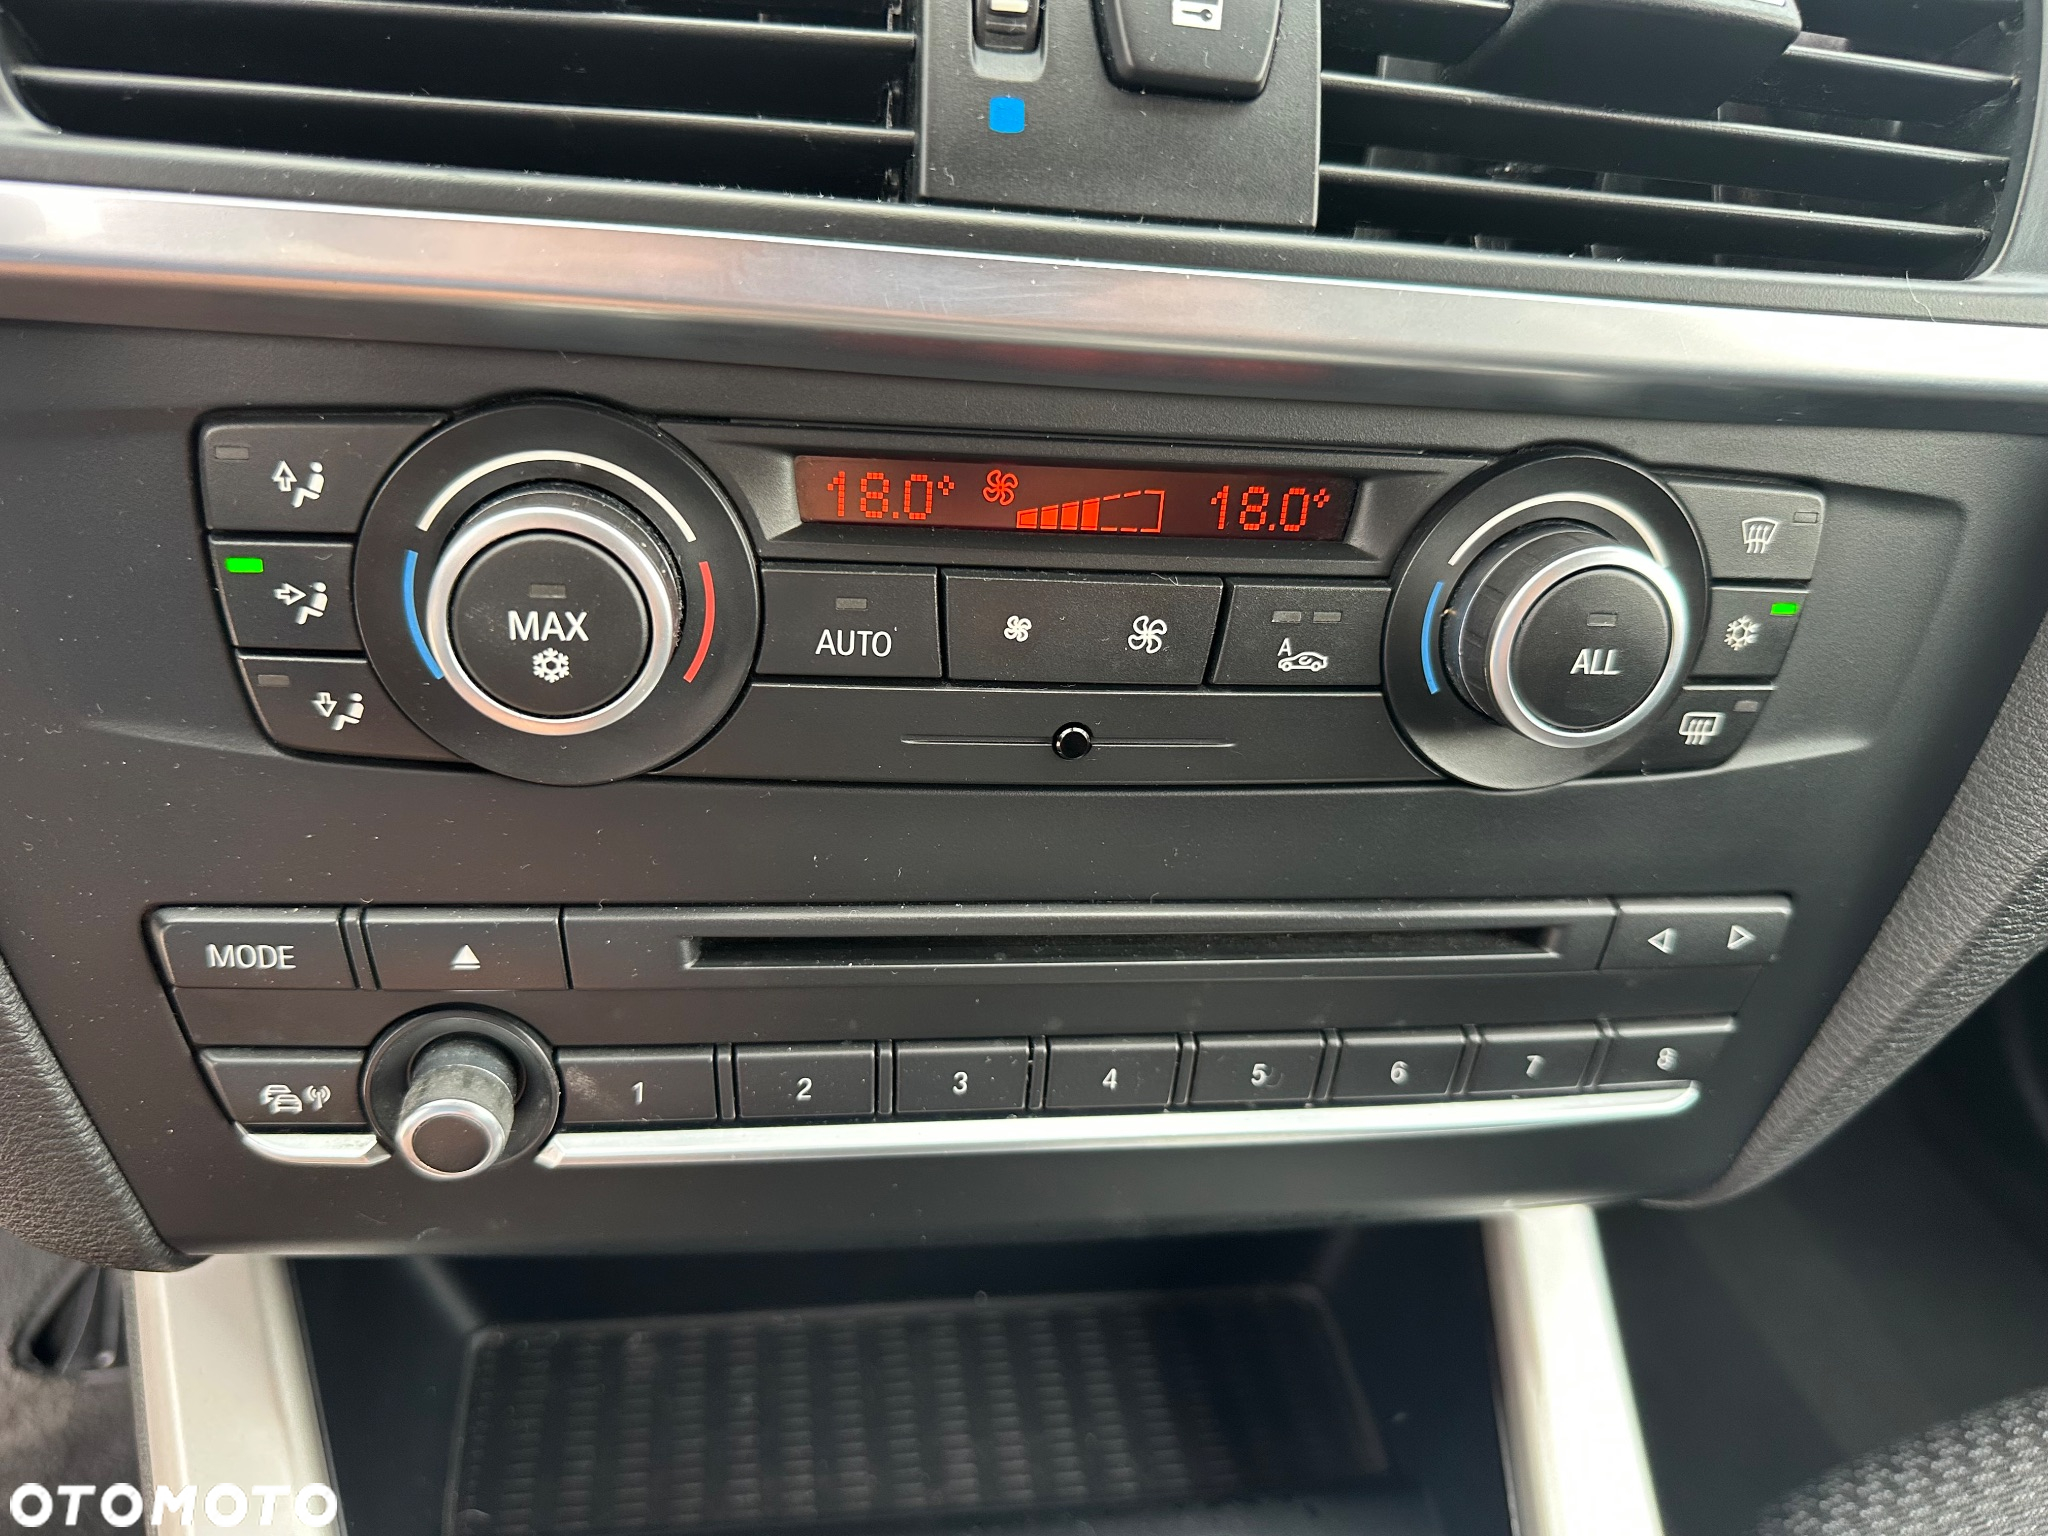 18.0° 18.0°
MAX
AUTO
A
ALL
MODE
1 2 3 4 5 6 7 8
OTOMOTO